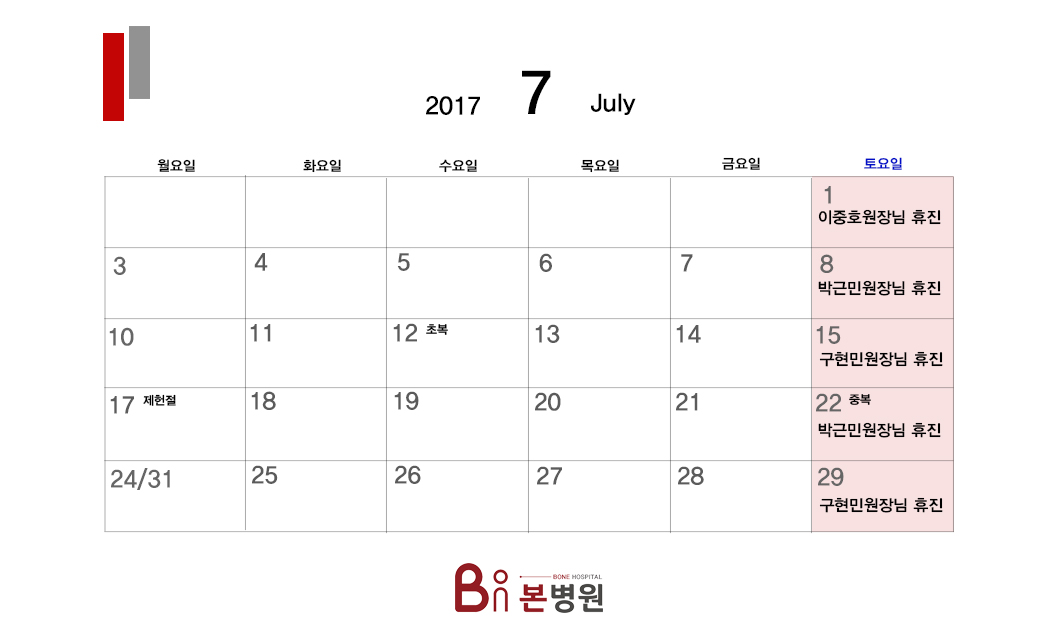 2017 7 July
월요일 화요일 수요일 목요일 금요일 토요일
1
이중호원장님 휴진
3 4 5 6 7 8
박근민원장님 휴진
10 11 12 초복 13 14 15
구현민원장님 휴진
17 제헌절 18 19 20 21 22 중복
박근민원장님 휴진
24/31 25 26 27 28 29
구현민원장님 휴진
BONE HOSPITAL
Bon 본병원